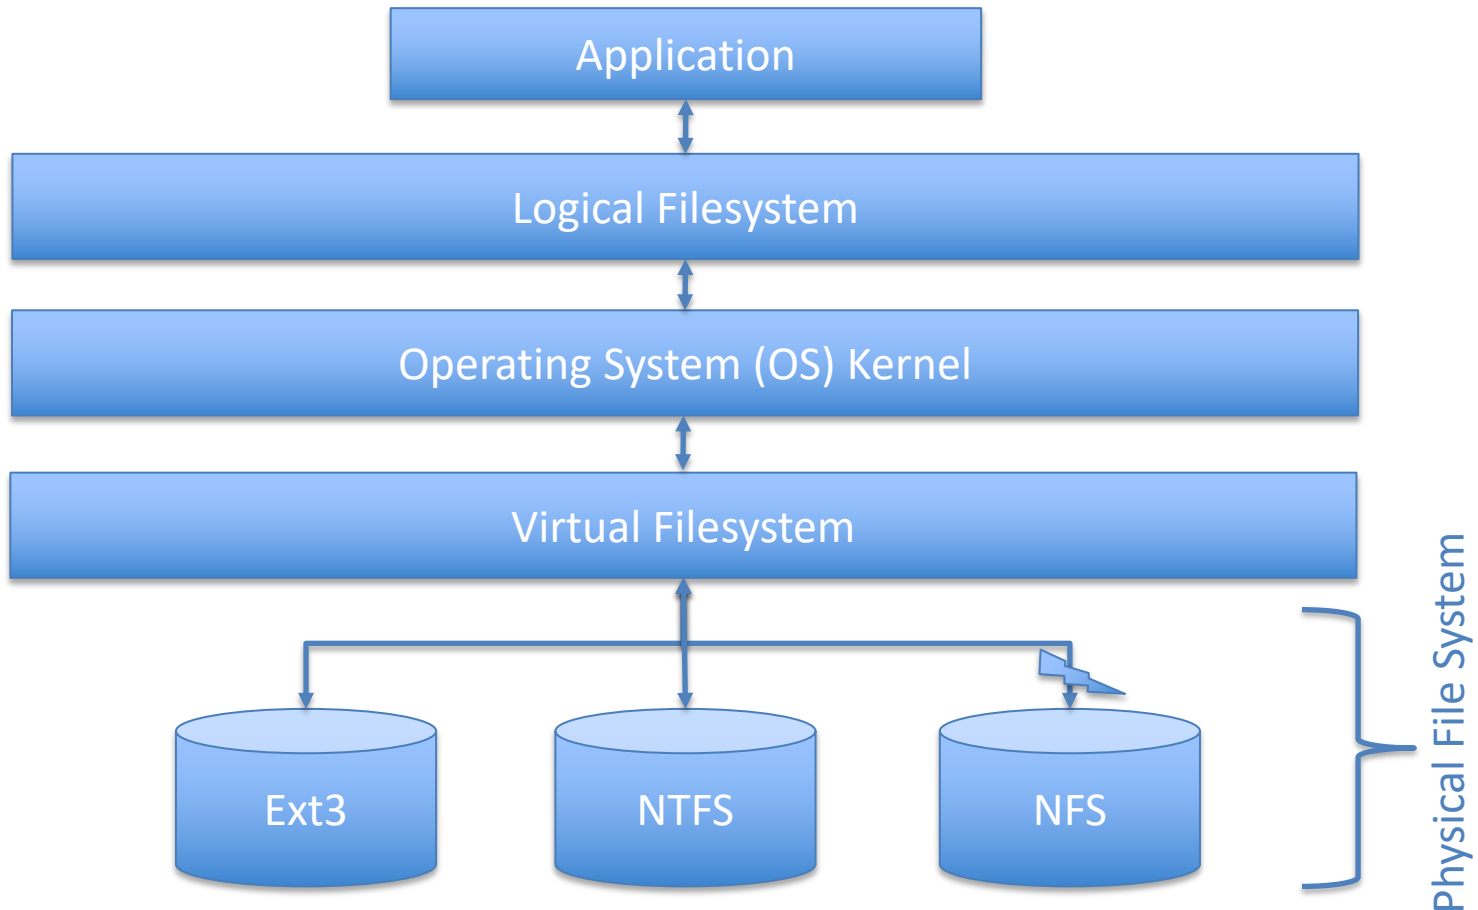 Application
Logical Filesystem
Operating System (OS) Kernel
Virtual Filesystem
Ext3
NTFS
NFS
Physical File System